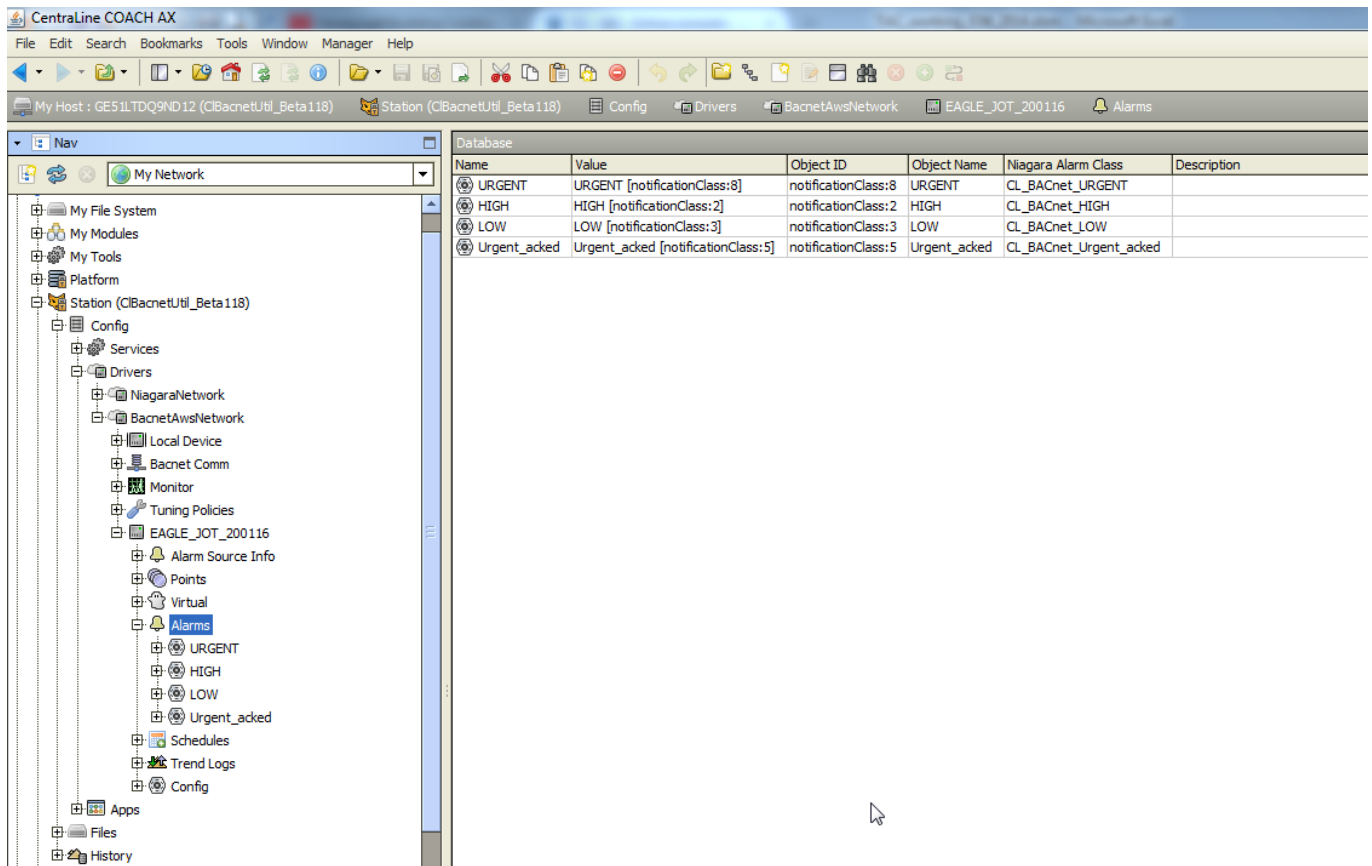 CentraLine COACH AX
File Edit Search Bookmarks Tools Window Manager Help
My Host : GE51LTDQ9ND12 (ClBacnetUtil_Beta118) Station (ClBacnetUtil_Beta118) Config Drivers BacnetAwsNetwork EAGLE_JOT_200116 Alarms
Nav
My Network
My File System
My Modules
My Tools
Platform
Station (ClBacnetUtil_Beta118)
Config
Services
Drivers
NiagaraNetwork
BacnetAwsNetwork
Local Device
Bacnet Comm
Monitor
Tuning Policies
EAGLE_JOT_200116
Alarm Source Info
Points
Virtual
Alarms
URGENT
HIGH
LOW
Urgent_acked
Schedules
Trend Logs
Config
Apps
Files
History
Database
Name Value Object ID Object Name Niagara Alarm Class Description
URGENT URGENT [notificationClass:8] notificationClass:8 URGENT CL_BACnet_URGENT
HIGH HIGH [notificationClass:2] notificationClass:2 HIGH CL_BACnet_HIGH
LOW LOW [notificationClass:3] notificationClass:3 LOW CL_BACnet_LOW
Urgent_acked Urgent_acked [notificationClass:5] notificationClass:5 Urgent_acked CL_BACnet_Urgent_acked